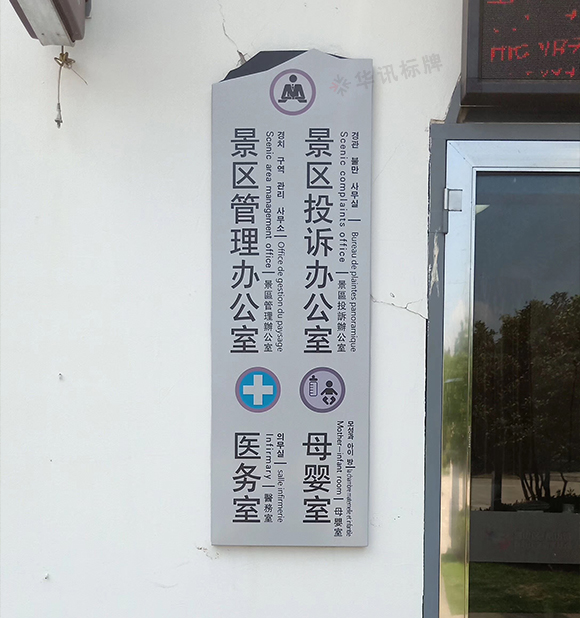 华讯标牌
景区投诉办公室
경관 불만 사무실 | Bureau de plaintes panoramique
Scenic complaints office | 景區投訴辦公室
景区管理办公室
경치 구역 관리 사무소 | Office de gestion du paysage
Scenic area management office | 景區管理辦公室
母婴室
Mother—infant room | 母嬰室
医务室
의무실 | salle infirmerie
Infirmary | 醫務室